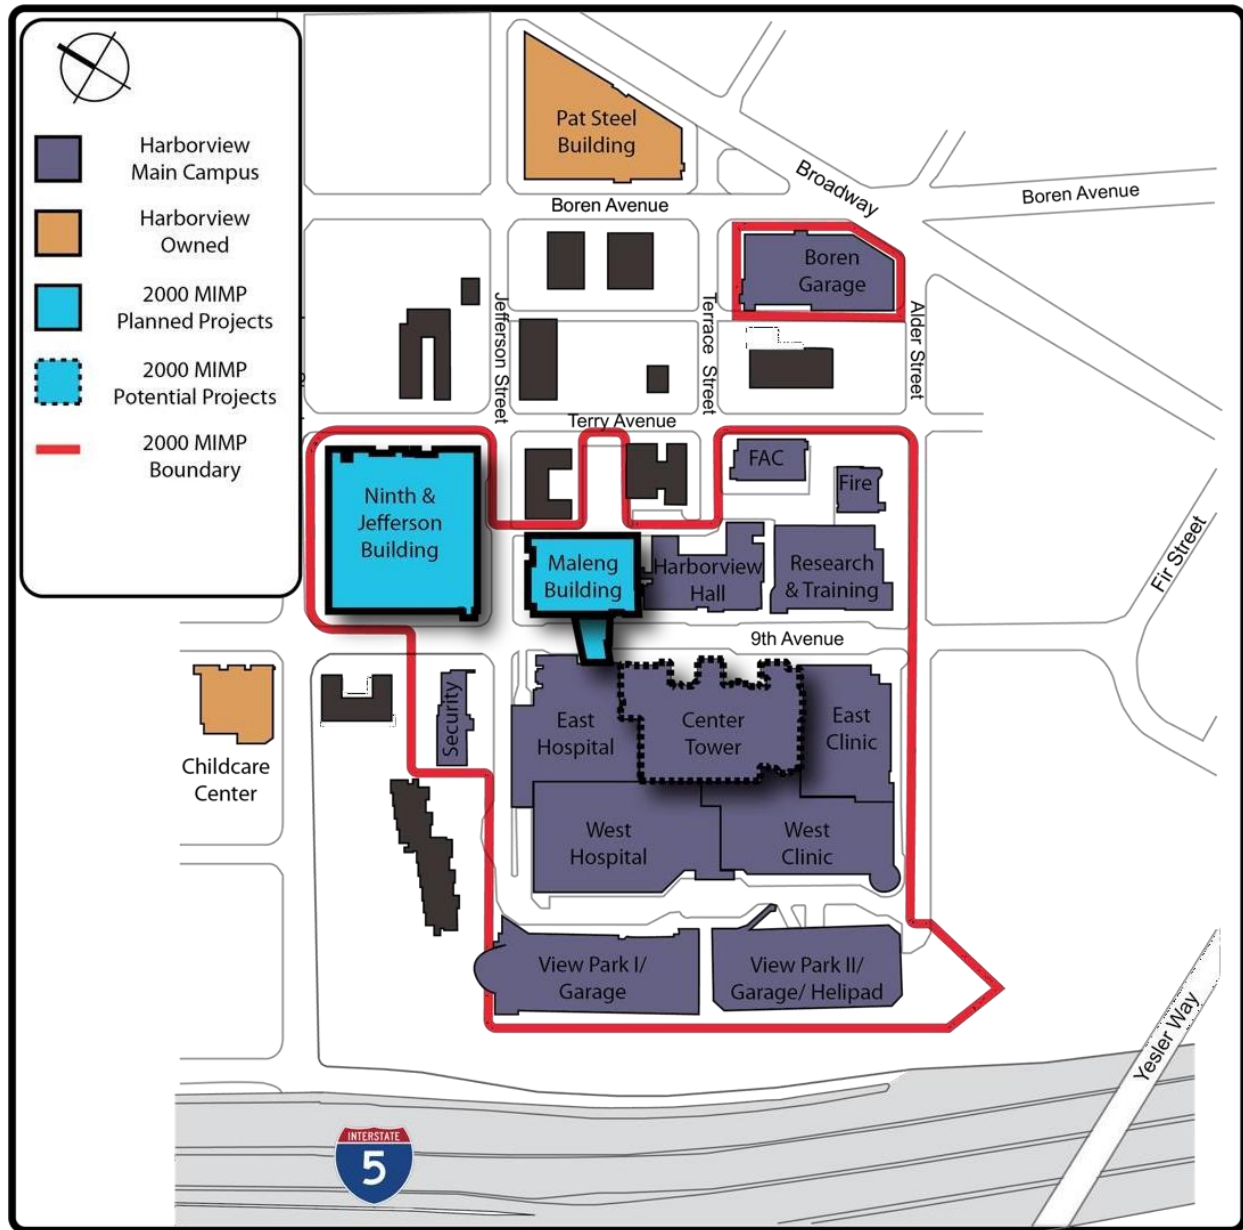 Harborview
Main Campus
Harborview
Owned
2000 MIMP
Planned Projects
2000 MIMP
Potential Projects
2000 MIMP
Boundary
Pat Steel
Building
Broadway
Boren Avenue
Boren Avenue
Boren
Garage
Jefferson Street
Terrace Street
Alder Street
Terry Avenue
FAC
Fire
Ninth &
Jefferson
Building
Maleng
Building
Harborview
Hall
Research
& Training
Fir Street
9th Avenue
Security
East
Hospital
Center
Tower
East
Clinic
Childcare
Center
West
Hospital
West
Clinic
View Park I/
Garage
View Park II/
Garage/ Helipad
Yesler Way
INTERSTATE
5